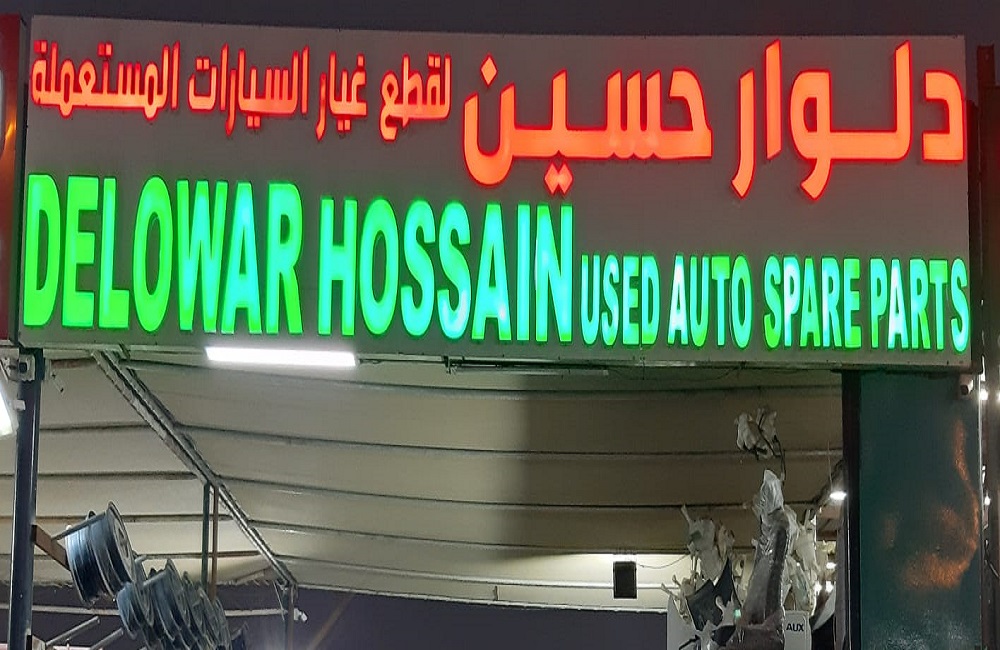 دلوار حسين لقطع غيار السيارات المستعملة
DELOWAR HOSSAIN USED AUTO SPARE PARTS
AUX